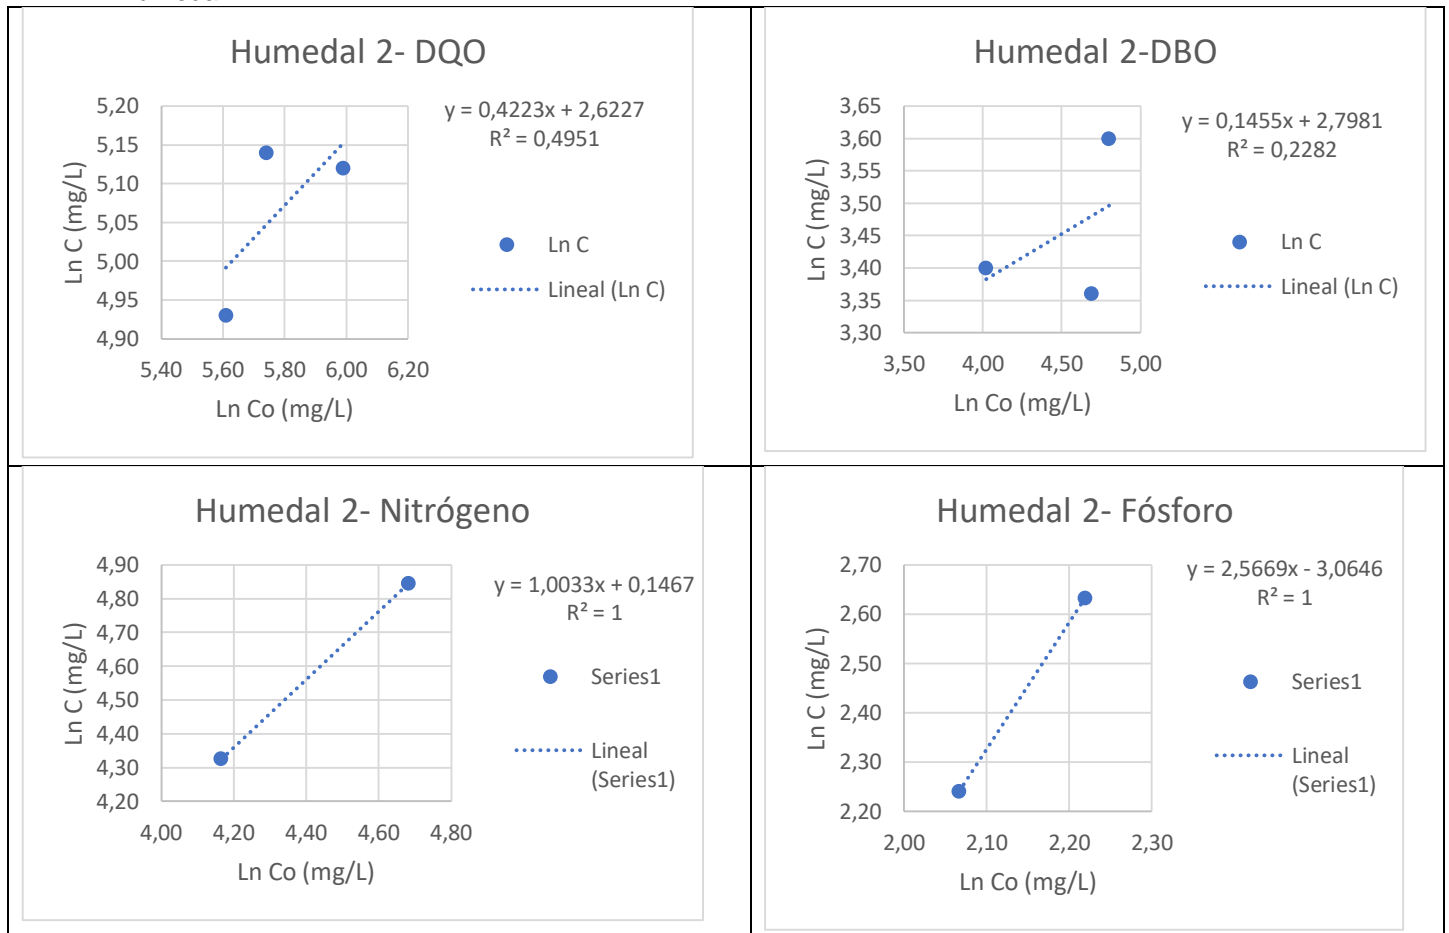 Humedal 2- DQO
y = 0,4223x + 2,6227
R² = 0,4951
5,20
5,15
5,10
5,05
5,00
4,95
4,90
5,40 5,60 5,80 6,00 6,20
Ln C (mg/L)
Ln Co (mg/L)
Ln C
Lineal (Ln C)
Humedal 2-DBO
y = 0,1455x + 2,7981
R² = 0,2282
3,65
3,60
3,55
3,50
3,45
3,40
3,35
3,30
3,50 4,00 4,50 5,00
Ln C (mg/L)
Ln Co (mg/L)
Ln C
Lineal (Ln C)
Humedal 2- Nitrógeno
y = 1,0033x + 0,1467
R² = 1
4,90
4,80
4,70
4,60
4,50
4,40
4,30
4,20
4,00 4,20 4,40 4,60 4,80
Ln C (mg/L)
Ln Co (mg/L)
Series1
Lineal
(Series1)
Humedal 2- Fósforo
y = 2,5669x - 3,0646
R² = 1
2,70
2,60
2,50
2,40
2,30
2,20
2,00 2,10 2,20 2,30
Ln C (mg/L)
Ln Co (mg/L)
Series1
Lineal
(Series1)